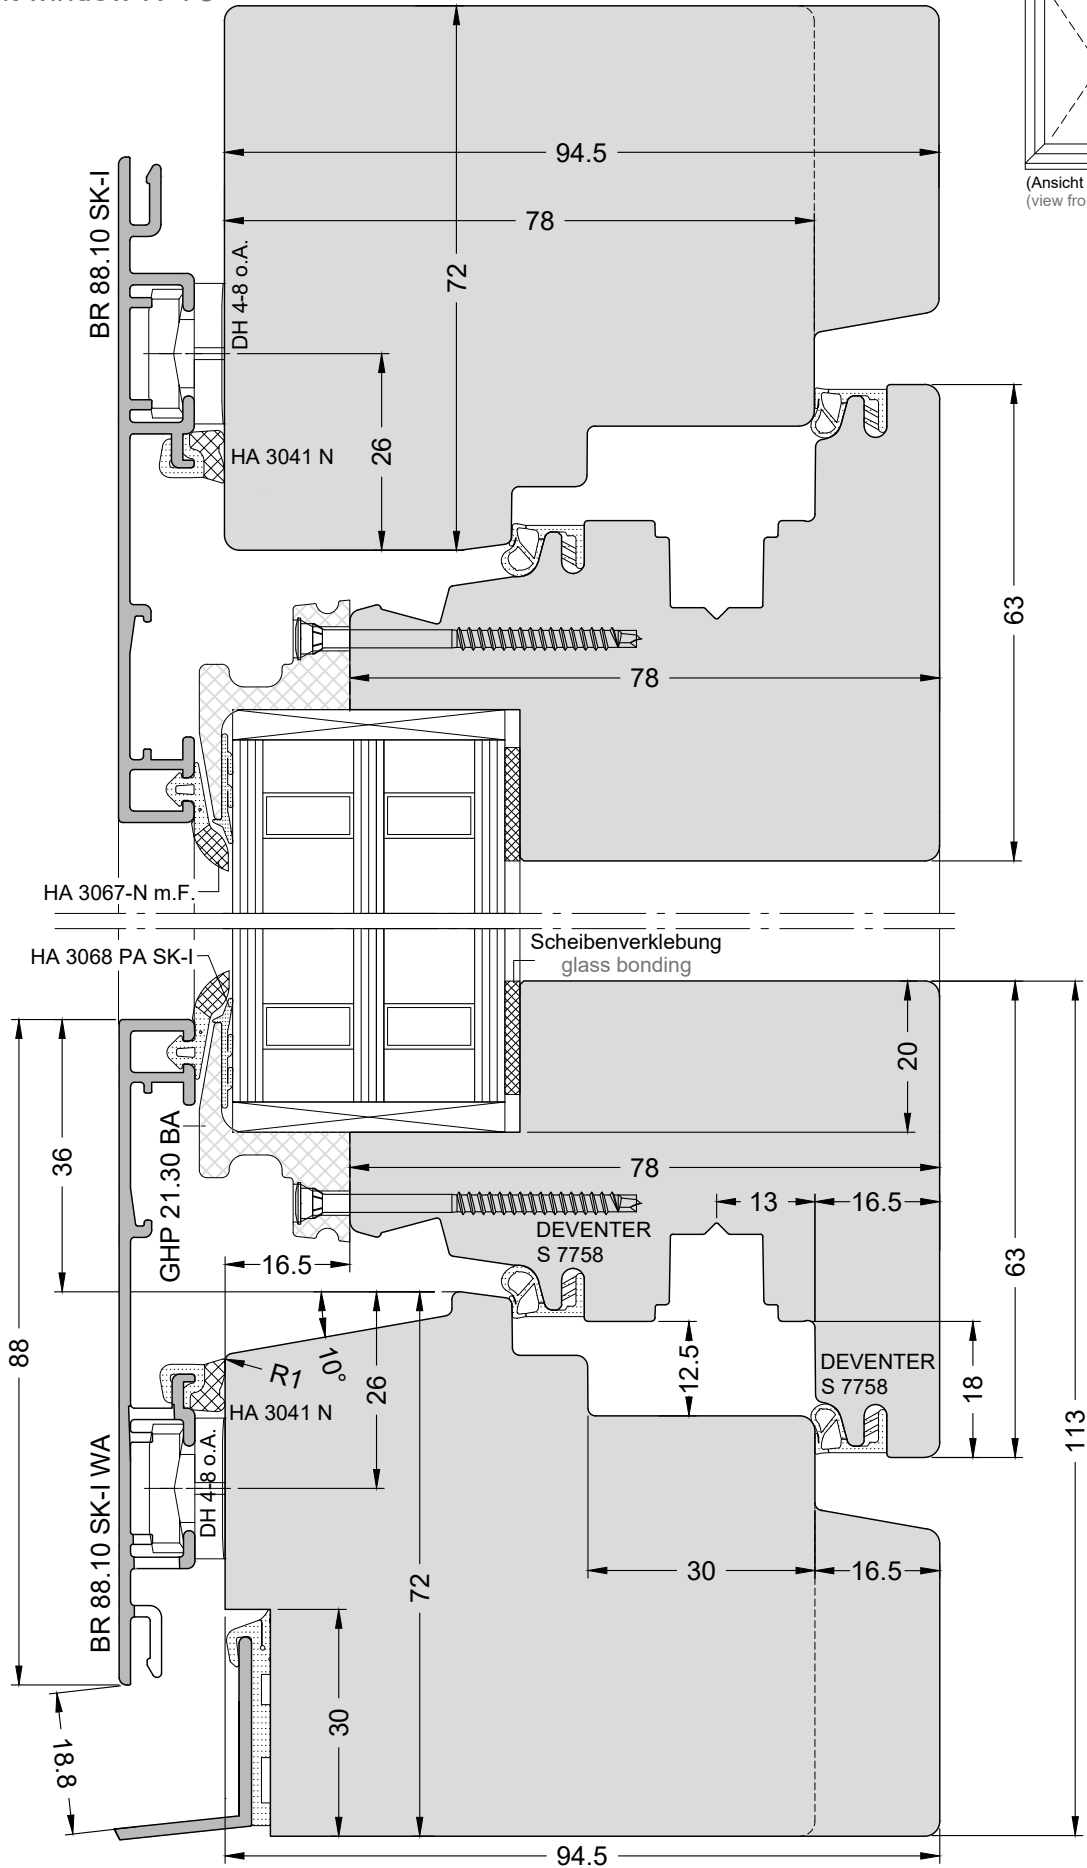 94.5
(Ansicht
78
BR 88.10 SK-I
72
DH 4-8 o.A.
26
HA 3041 N
63
78
HA 3067-N m.F.
Scheibenverklebung
glass bonding
HA 3068 PA SK-I
20
36
GHP 21.30 BA
78
13
16.5
DEVENTER
S 7758
16.5
63
88
10°
R1
26
12.5
DEVENTER
S 7758
18
HA 3041 N
113
DH 4-8 o.A.
BR 88.10 SK-I WA
72
30
16.5
30
18.8
94.5